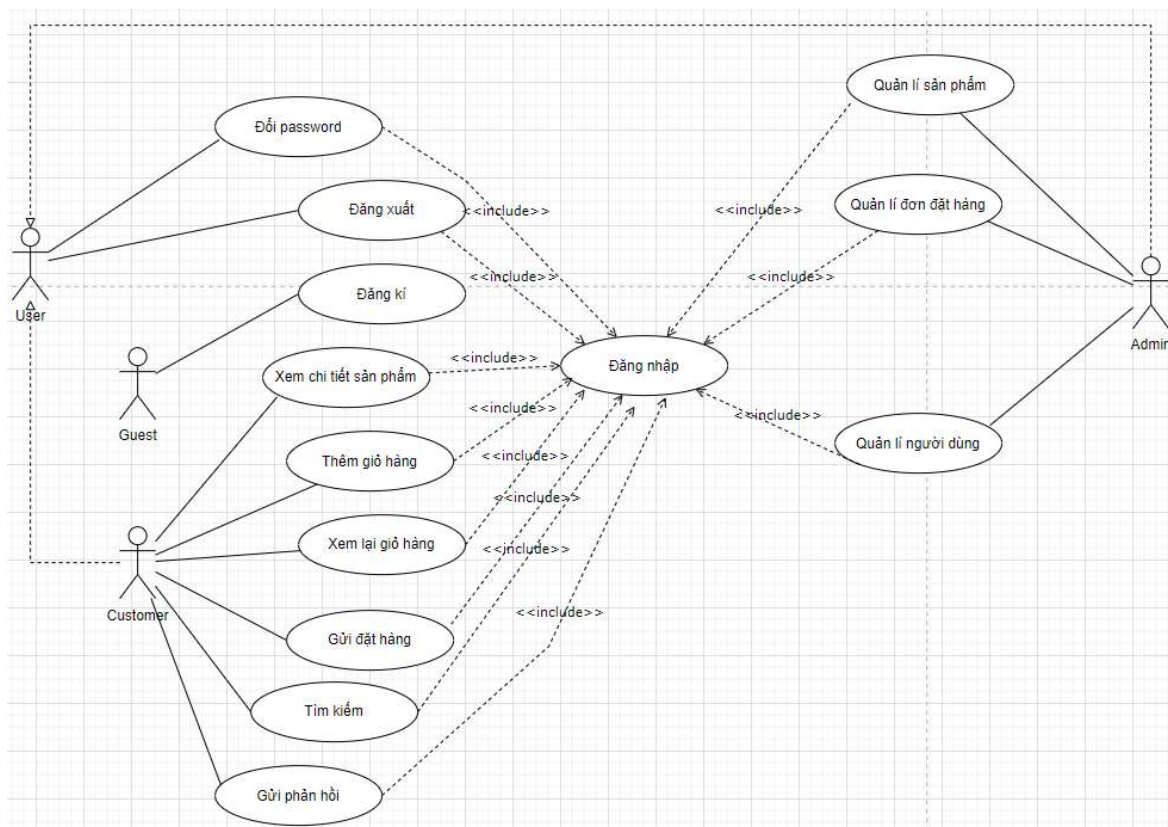 Quản lí sản phẩm
Đổi password
Đăng xuất
<<include>>
<<include>>
Quản lí đơn đặt hàng
<<include>>
<<include>>
Đăng kí
User
Admin
Đăng nhập
Xem chi tiết sản phẩm
<<include>>
Guest
<<include>>
<<include>>
Quản lí người dùng
Thêm giỏ hàng
<<include>>
<<include>>
Xem lại giỏ hàng
<<include>>
Customer
<<include>>
Gửi đặt hàng
Tìm kiếm
Gửi phản hồi